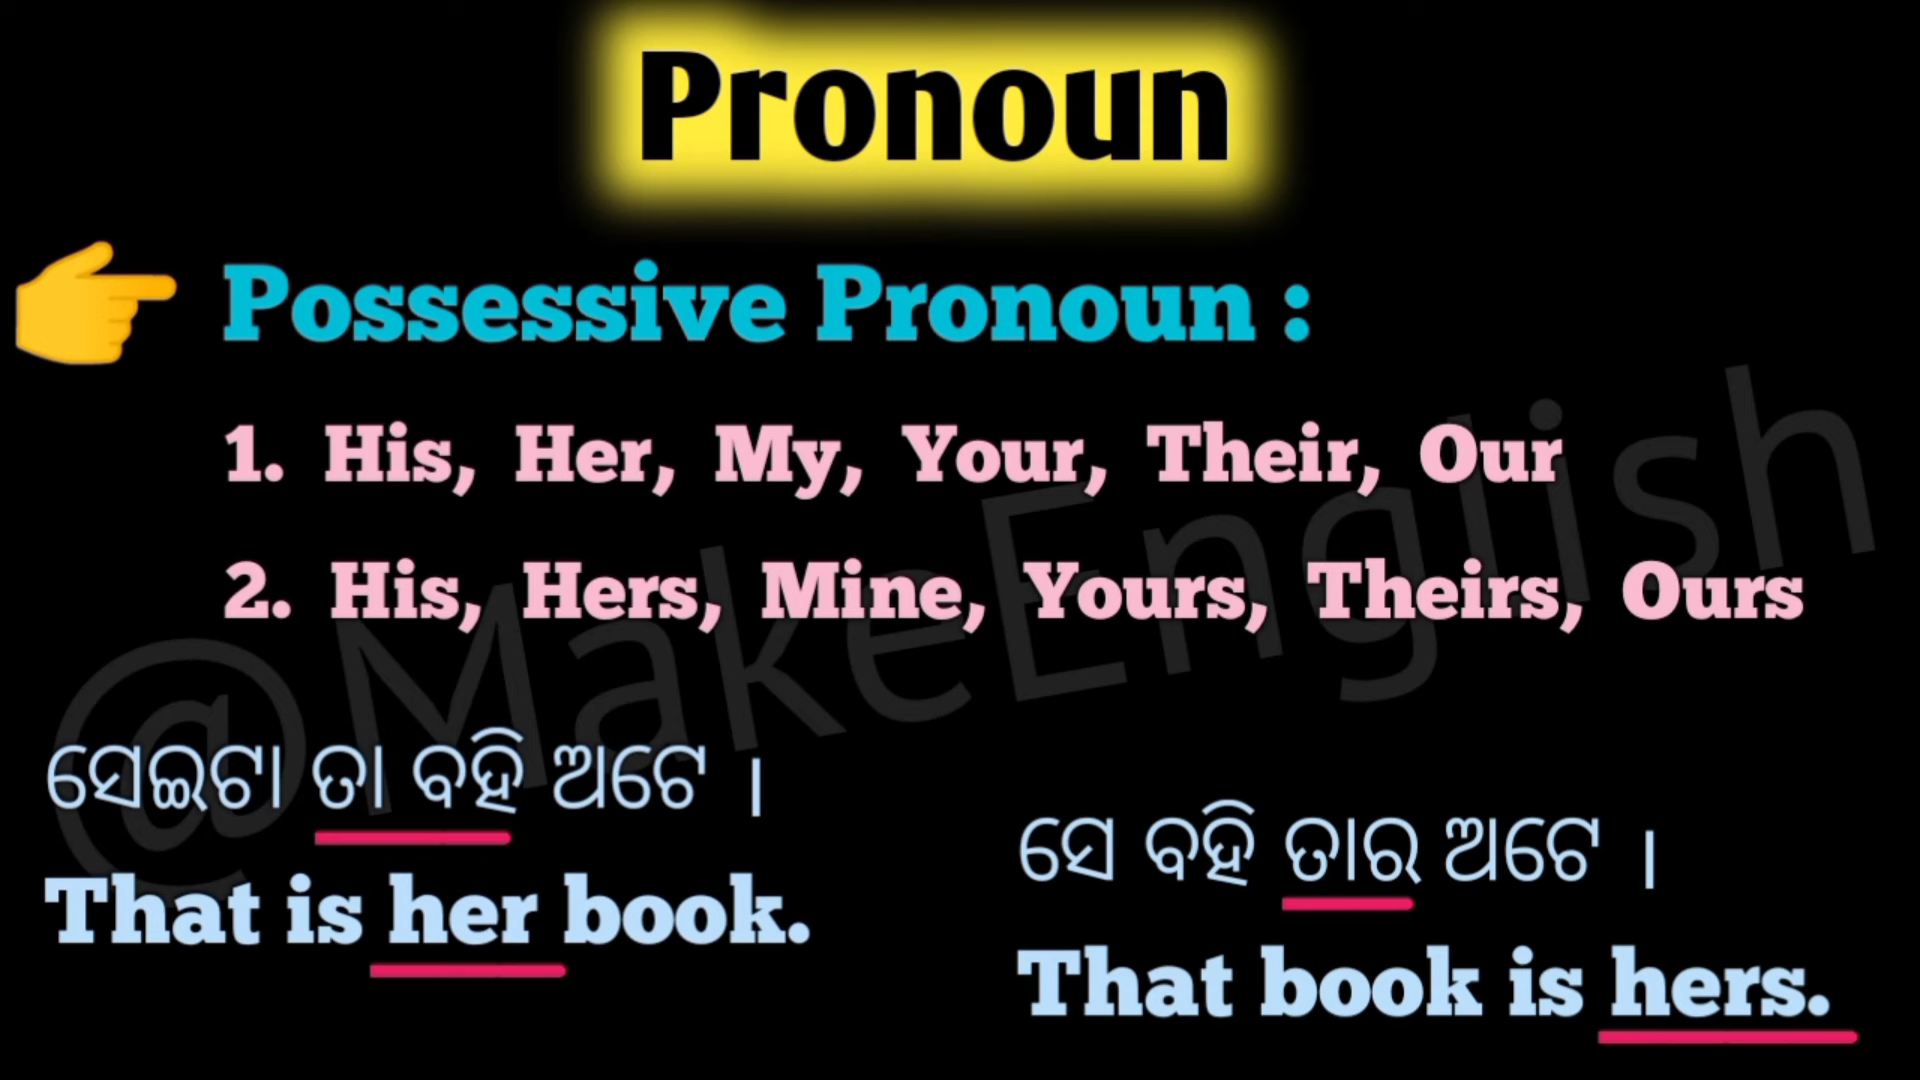 Pronoun
Possessive Pronoun :
1. His, Her, My, Your, Their, Our
2. His, Hers, Mine, Yours, Theirs, Ours
@MakeEnglish
ସେଇଟା ତା ବହି ଅଟେ ।
That is her book.
ସେ ବହି ତାର ଅଟେ ।
That book is hers.